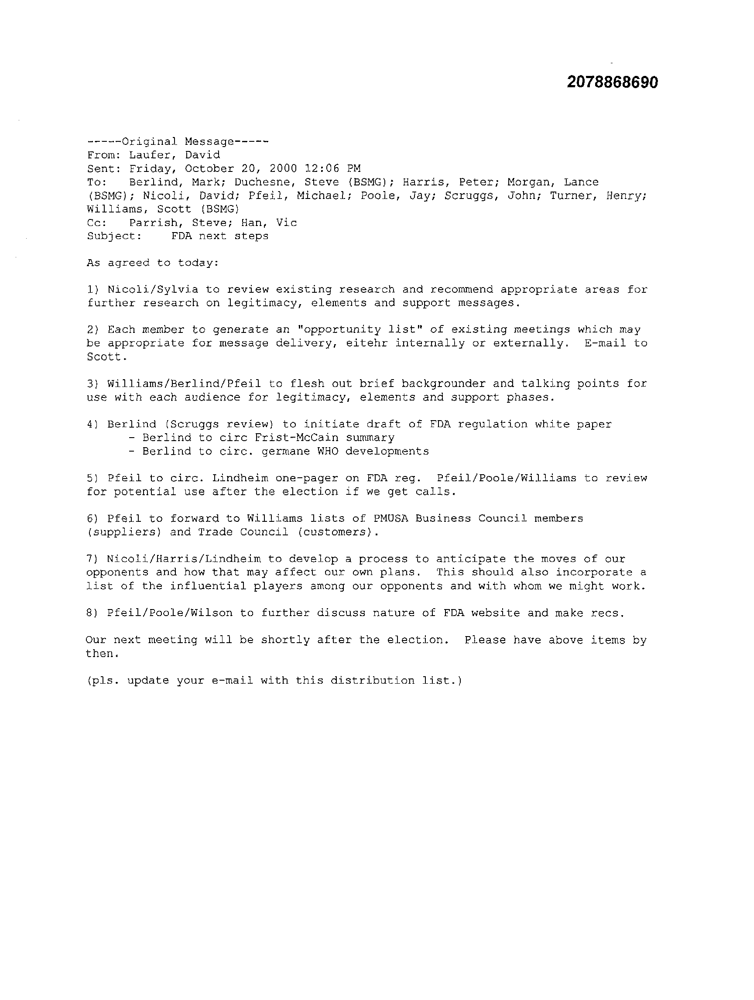 2078868690
-----Original Message-----
From: Laufer, David
Sent: Friday, October 20, 2000 12:06 PM
To: Berlind, Mark; Duchesne, Steve (BSMG); Harris, Peter; Morgan, Lance
(BSMG); Nicoli, David; Pfeil, Michael; Poole, Jay; Scruggs, John; Turner, Henry;
Williams, Scott (BSMG)
Cc: Parrish, Steve; Han, Vic
Subject: FDA next steps
As agreed to today:
1) Nicoli/Sylvia to review existing research and recommend appropriate areas for
further research on legitimacy, elements and support messages.
2) Each member to generate an "opportunity list" of existing meetings which may
be appropriate for message delivery, eitehr internally or externally. E-mail to
Scott.
3) Williams/Berlind/Pfeil to flesh out brief backgrounder and talking points for
use with each audience for legitimacy, elements and support phases.
4) Berlind (Scruggs review) to initiate draft of FDA regulation white paper
- Berlind to circ Frist-McCain summary
- Berlind to circ. germane WHO developments
5) Pfeil to circ. Lindheim one-pager on FDA reg. Pfeil/Poole/Williams to review
for potential use after the election if we get calls.
6) Pfeil to forward to Williams lists of PMUSA Business Council members
(suppliers) and Trade Council (customers).
7) Nicoli/Harris/Lindheim to develop a process to anticipate the moves of our
opponents and how that may affect our own plans. This should also incorporate a
list of the influential players among our opponents and with whom we might work.
8) Pfeil/Poole/Wilson to further discuss nature of FDA website and make recs.
Our next meeting will be shortly after the election. Please have above items by
then.
(pls. update your e-mail with this distribution list.)